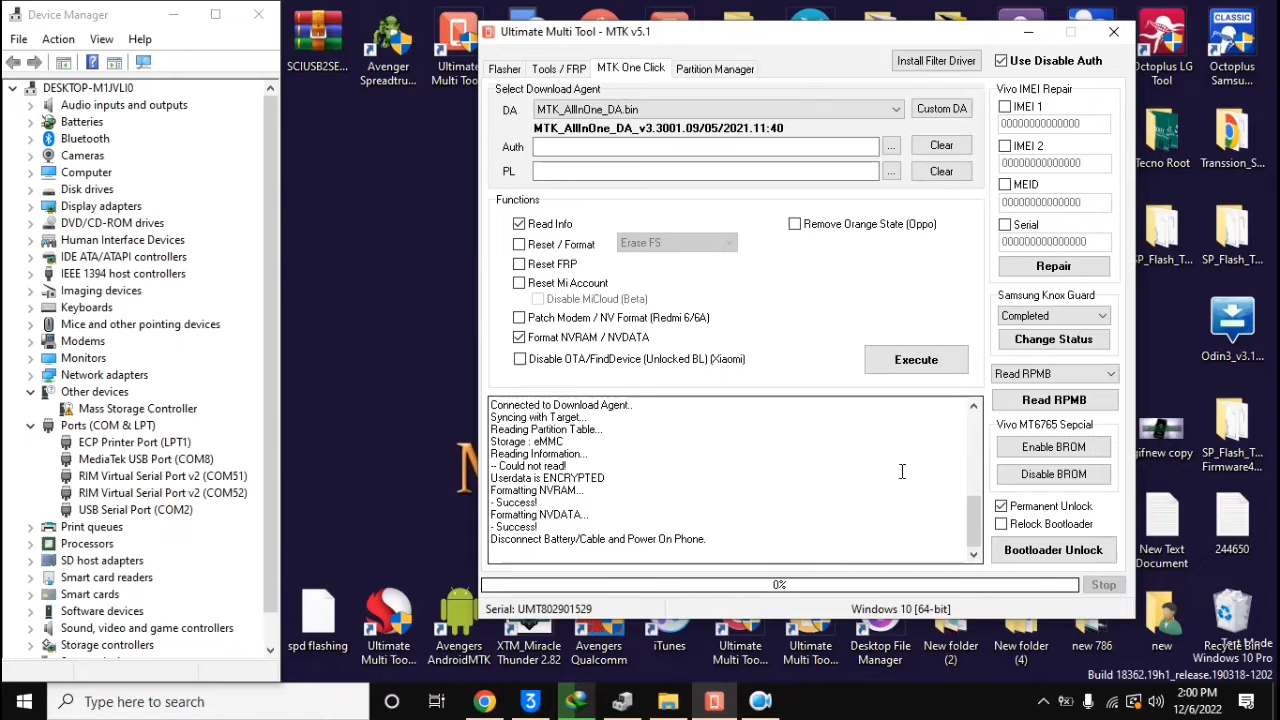 Device Manager
File Action View Help
DESKTOP-M1JVLI0
Audio inputs and outputs
Batteries
Bluetooth
Cameras
Computer
Disk drives
Display adapters
DVD/CD-ROM drives
Human Interface Devices
IDE ATA/ATAPI controllers
IEEE 1394 host controllers
Imaging devices
Keyboards
Mice and other pointing devices
Modems
Monitors
Network adapters
Other devices
Mass Storage Controller
Ports (COM & LPT)
ECP Printer Port (LPT1)
MediaTek USB Port (COM8)
RIM Virtual Serial Port v2 (COM51)
RIM Virtual Serial Port v2 (COM52)
USB Serial Port (COM2)
Print queues
Processors
SD host adapters
Smart card readers
Smart cards
Software devices
Sound, video and game controllers
Storage controllers
SCIUSB2SE...
Avenger
Spreadtru...
Ultimate
Multi Too...
Ultimate Multi Tool - MTK v5.1
Flasher
Tools / FRP
MTK One Click
Partition Manager
Install Filter Driver
Use Disable Auth
Select Download Agent
DA
MTK_AllInOne_DA.bin
Custom DA
MTK_AllInOne_DA_v3.3001.09/05/2021.11:40
Auth
...
Clear
PL
...
Clear
Functions
Read Info
Remove Orange State (Oppo)
Reset / Format
Erase FS
Reset FRP
Reset Mi Account
Disable MiCloud (Beta)
Patch Modem / NV Format (Redmi 6/6A)
Format NVRAM / NVDATA
Disable OTA/FindDevice (Unlocked BL) (Xiaomi)
Execute
Connected to Download Agent..
Syncing with Target...
Reading Partition Table...
Storage : eMMC
Reading Information...
-- Could not read!
Userdata is ENCRYPTED
Formatting NVRAM...
- Success!
Formatting NVDATA...
- Success!
Disconnect Battery/Cable and Power On Phone.
0%
Stop
Serial: UMT802901529
Windows 10 [64-bit]
Vivo IMEI Repair
IMEI 1
00000000000000
IMEI 2
00000000000000
MEID
00000000000000
Serial
000000000000000
Repair
Samsung Knox Guard
Completed
Change Status
Read RPMB
Read RPMB
Vivo MT6765 Sepcial
Enable BROM
Disable BROM
Permanent Unlock
Relock Bootloader
Bootloader Unlock
CLASSIC
Octoplus LG
Tool
Octoplus
Samsung...
Tecno Root
Transsion_S...
SP_Flash_T...
SP_Flash_T...
Odin3_v3.1...
gifnew copy
SP_Flash_T...
Firmware4...
New Text
Document
244650
spd flashing
Ultimate
Multi Too...
Avengers
AndroidMTK
XTM_Miracle
Thunder 2.82
Avengers
Qualcomm
iTunes
Ultimate
Multi Too...
Ultimate
Multi Too...
Desktop File
Manager
New folder
(2)
New folder
(4)
new 786
new
Recycle Bin
Test Mode
Windows 10 Pro
Build 18362.19h1_release.190318-1202
Type here to search
2:00 PM
12/6/2022